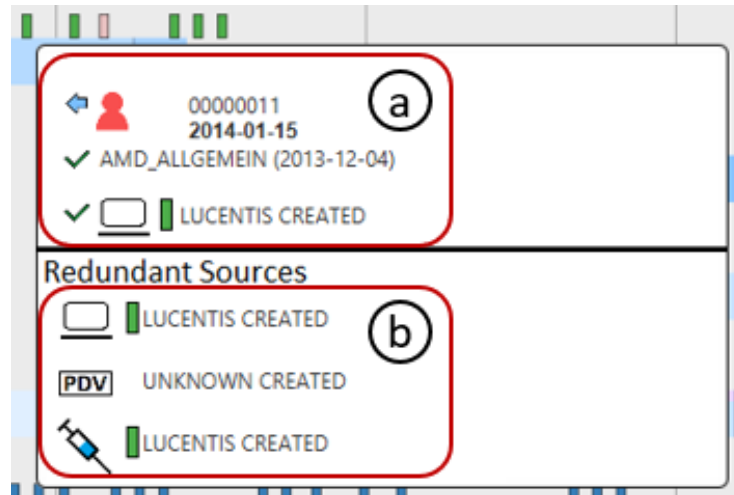 a
00000011
2014-01-15
AMD_ALLGEMEIN (2013-12-04)
LUCENTIS CREATED
Redundant Sources
LUCENTIS CREATED
b
PDV UNKNOWN CREATED
LUCENTIS CREATED